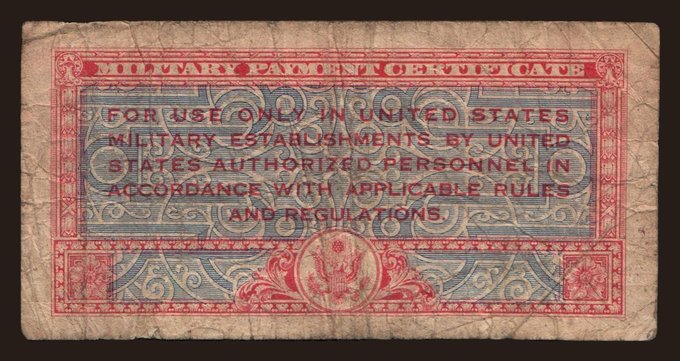 MILITARY PAYMENT CERTIFICATE
FOR USE ONLY IN UNITED STATES
MILITARY ESTABLISHMENTS BY UNITED
STATES AUTHORIZED PERSONNEL IN
ACCORDANCE WITH APPLICABLE RULES
AND REGULATIONS.